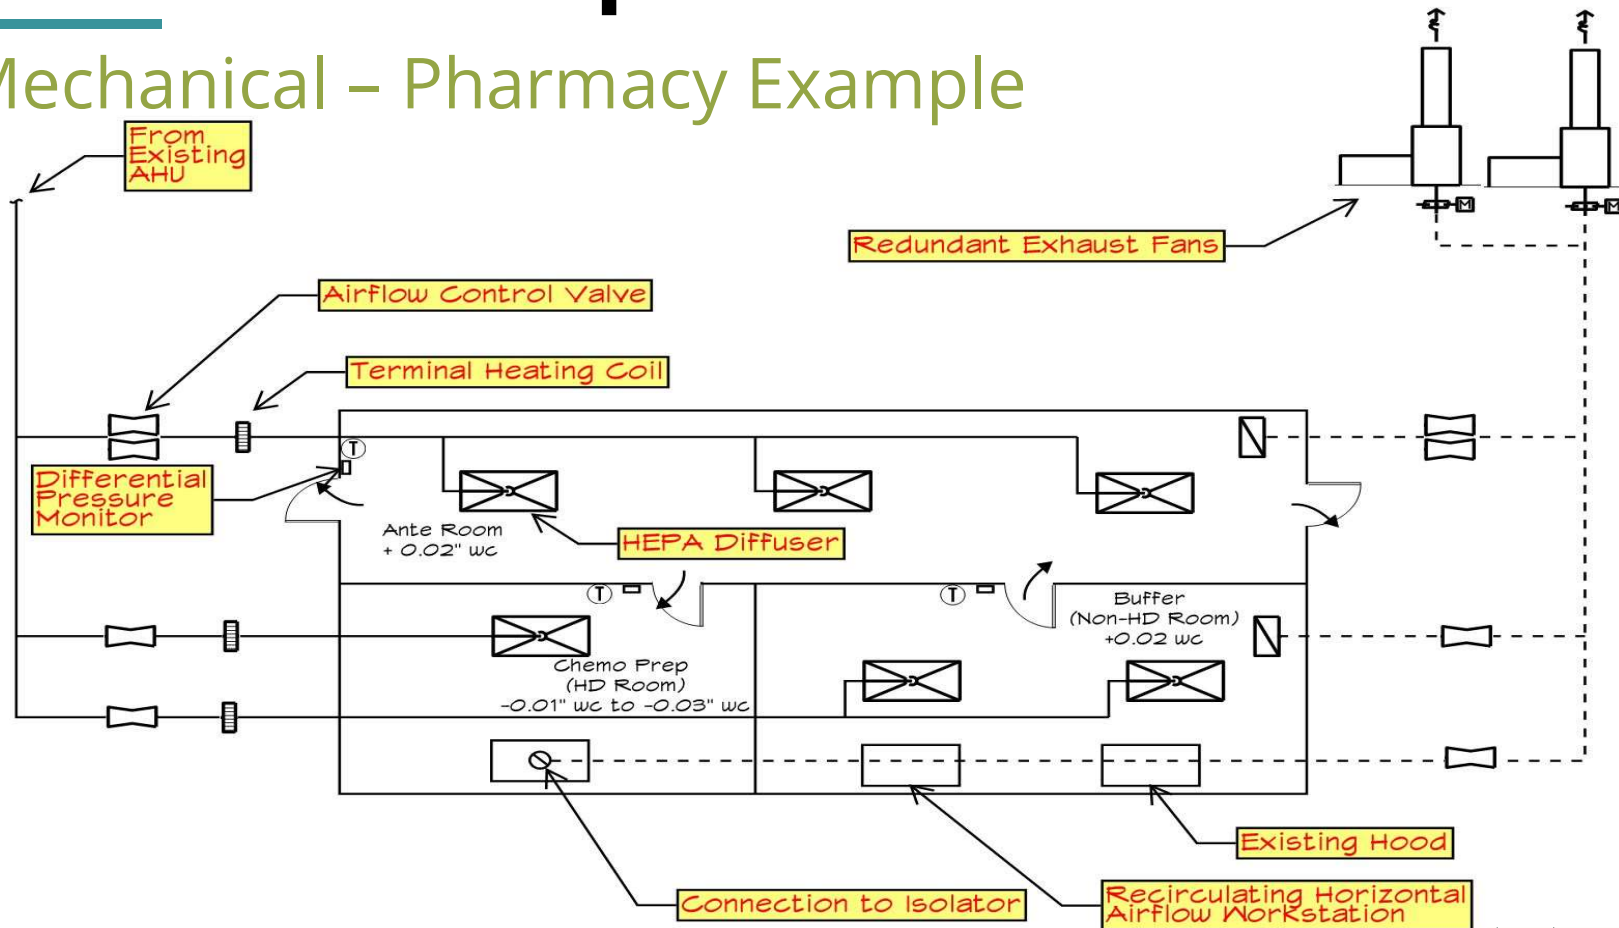 Mechanical – Pharmacy Example
From
Existing
AHU
Redundant Exhaust Fans
M
M
Airflow Control Valve
Terminal Heating Coil
T
Differential
Pressure
Monitor
Ante Room
+ 0.02" wc
HEPA Diffuser
T
T
Buffer
(Non-HD Room)
+0.02 wc
Chemo Prep
(HD Room)
-0.01" wc to -0.03" wc
Existing Hood
Connection to Isolator
Recirculating Horizontal
Airflow Workstation